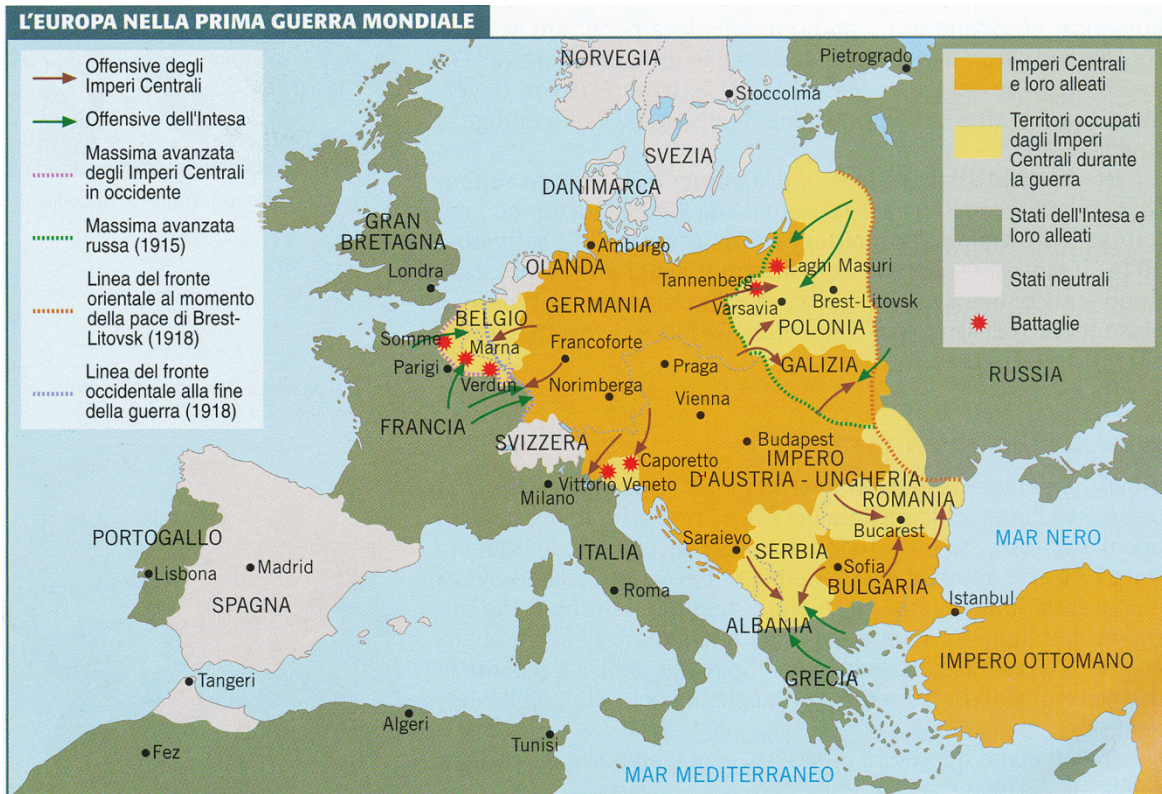 L'EUROPA NELLA PRIMA GUERRA MONDIALE
Offensive degli
Imperi Centrali
Offensive dell'Intesa
Massima avanzata
degli Imperi Centrali
in occidente
Massima avanzata
russa (1915)
Linea del fronte
orientale al momento
della pace di Brest-
Litovsk (1918)
Linea del fronte
occidentale alla fine
della guerra (1918)
Imperi Centrali
e loro alleati
Territori occupati
dagli Imperi
Centrali durante
la guerra
Stati dell'Intesa e
loro alleati
Stati neutrali
Battaglie
NORVEGIA
Pietrogrado
Stoccolma
SVEZIA
DANIMARCA
GRAN
BRETAGNA
Amburgo
Londra
OLANDA
Tannenberg
Laghi Masuri
GERMANIA
Varsavia
Brest-Litovsk
BELGIO
POLONIA
Somme
Marna
Francoforte
Parigi
Verdun
Praga
GALIZIA
Norimberga
RUSSIA
Vienna
FRANCIA
SVIZZERA
Budapest
IMPERO
D'AUSTRIA - UNGHERIA
Caporetto
Vittorio Veneto
Milano
ROMANIA
Bucarest
PORTOGALLO
Saraievo
SERBIA
MAR NERO
ITALIA
Lisbona
Madrid
Sofia
BULGARIA
SPAGNA
Roma
Istanbul
ALBANIA
IMPERO OTTOMANO
GRECIA
Tangeri
Algeri
Tunisi
Fez
MAR MEDITERRANEO